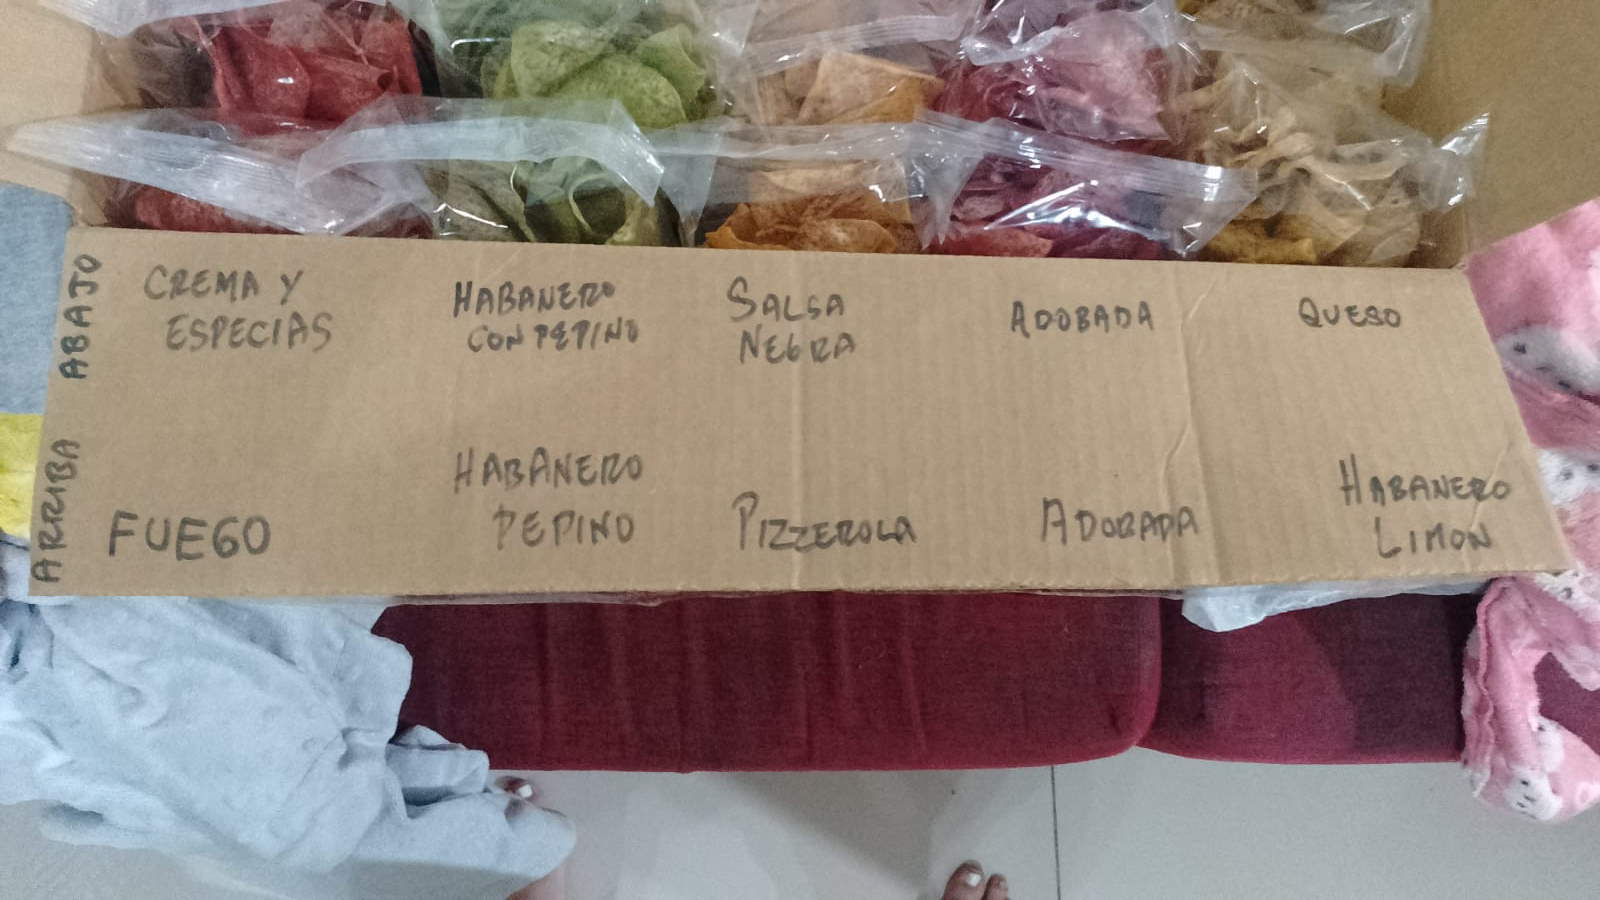 ABAJO
CREMA Y
ESPECIAS
HABANERO
CON PEPINO
SALSA
NEGRA
ADOBADA
QUESO
ARRIBA
FUEGO
HABANERO
PEPINO
PIZZEROLA
ADOBADA
HABANERO
LIMON